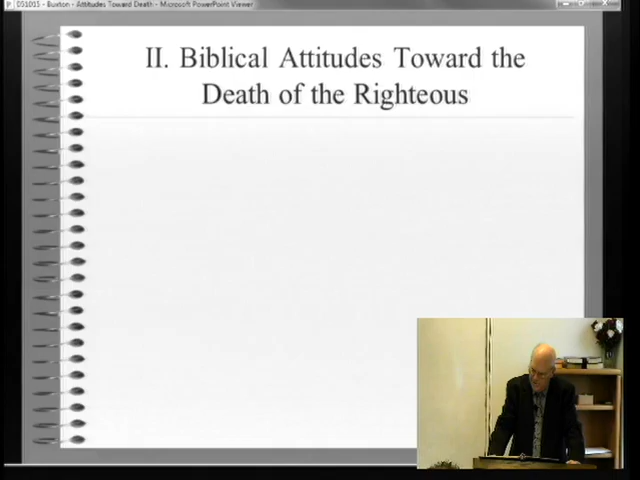 051015 - Buxton - Attitudes Toward Death - Microsoft PowerPoint Viewer
II. Biblical Attitudes Toward the
Death of the Righteous